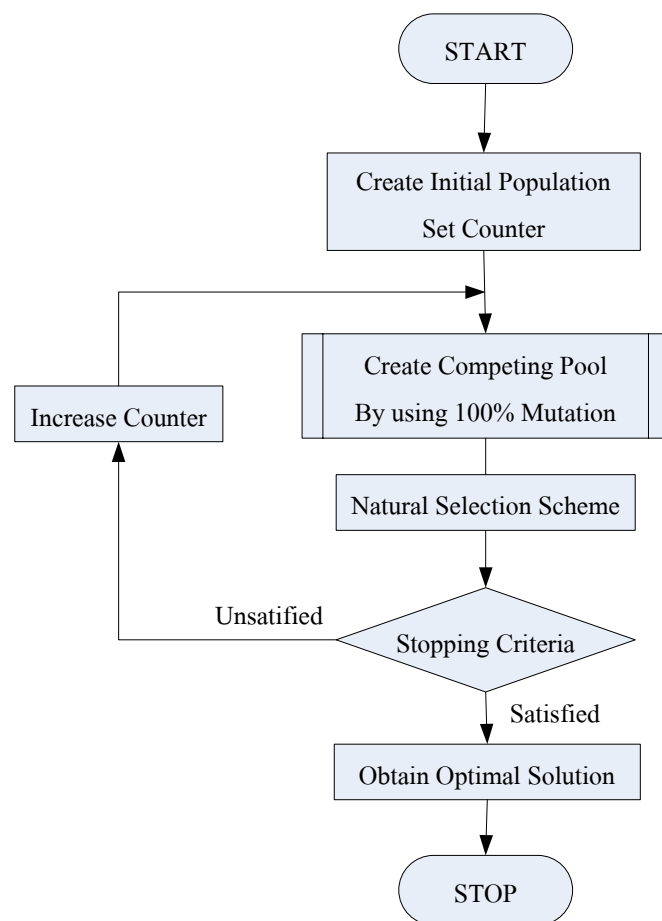 START
Create Initial Population
Set Counter
Create Competing Pool
By using 100% Mutation
Increase Counter
Natural Selection Scheme
Unsatified
Stopping Criteria
Satisfied
Obtain Optimal Solution
STOP